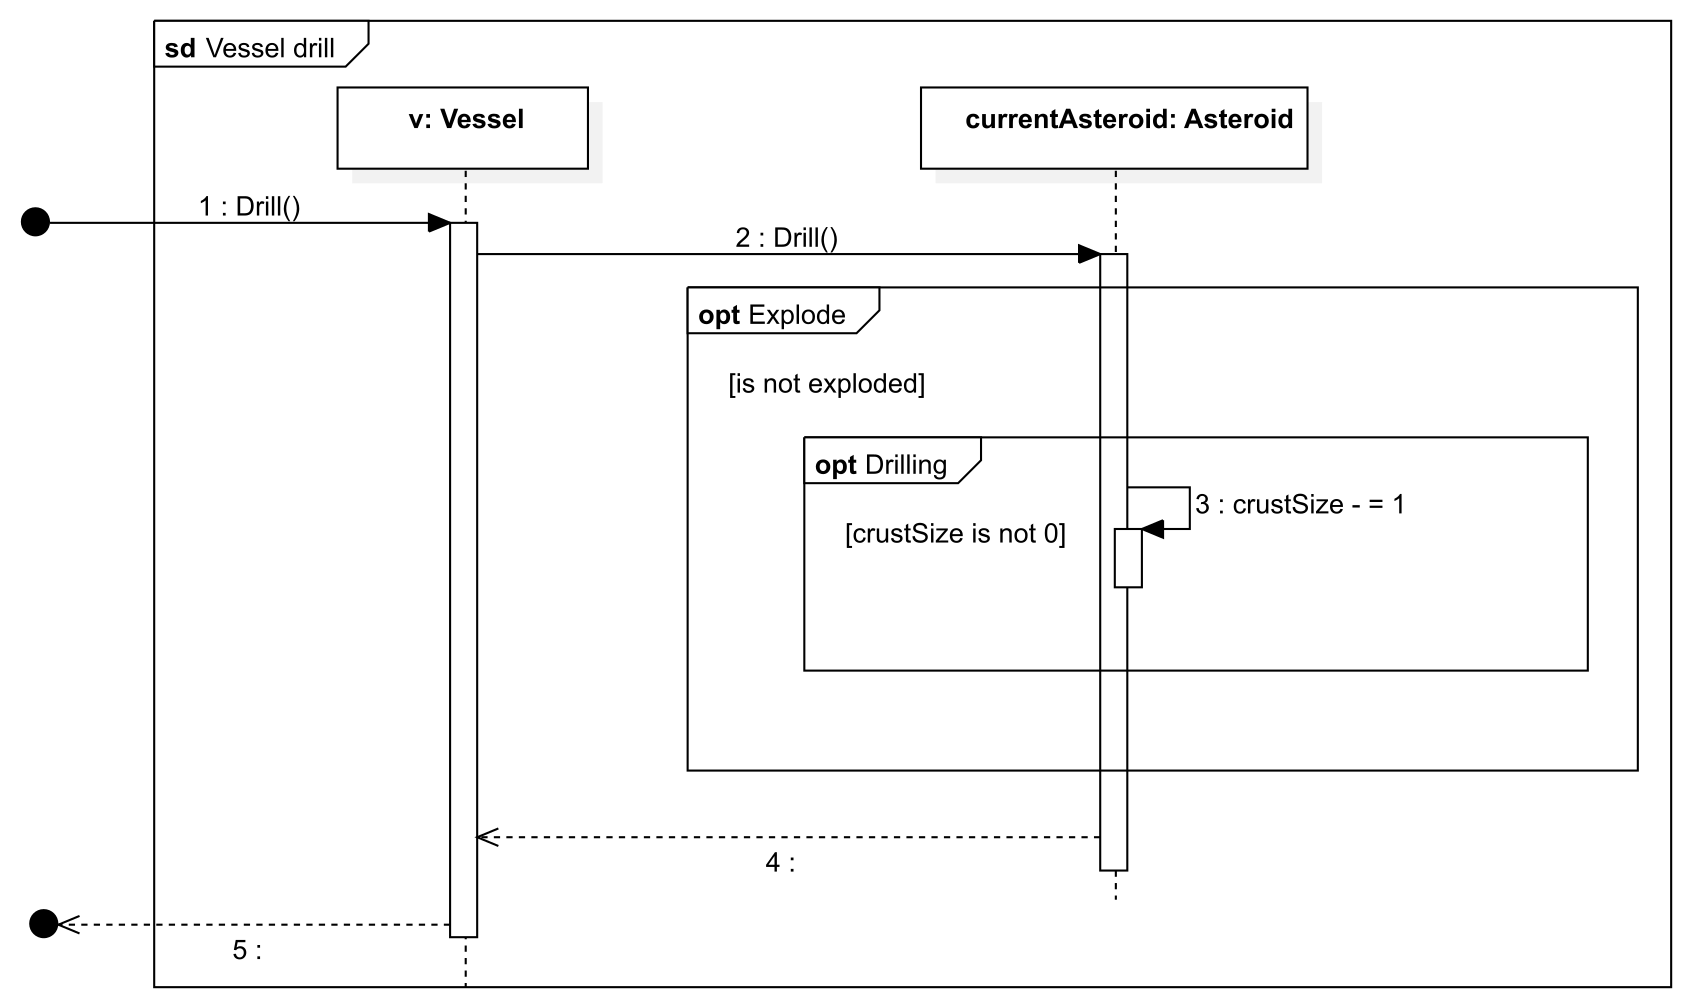 sd Vessel drill
v: Vessel
currentAsteroid: Asteroid
1 : Drill()
2 : Drill()
opt Explode
[is not exploded]
opt Drilling
3 : crustSize - = 1
[crustSize is not 0]
4 :
5 :